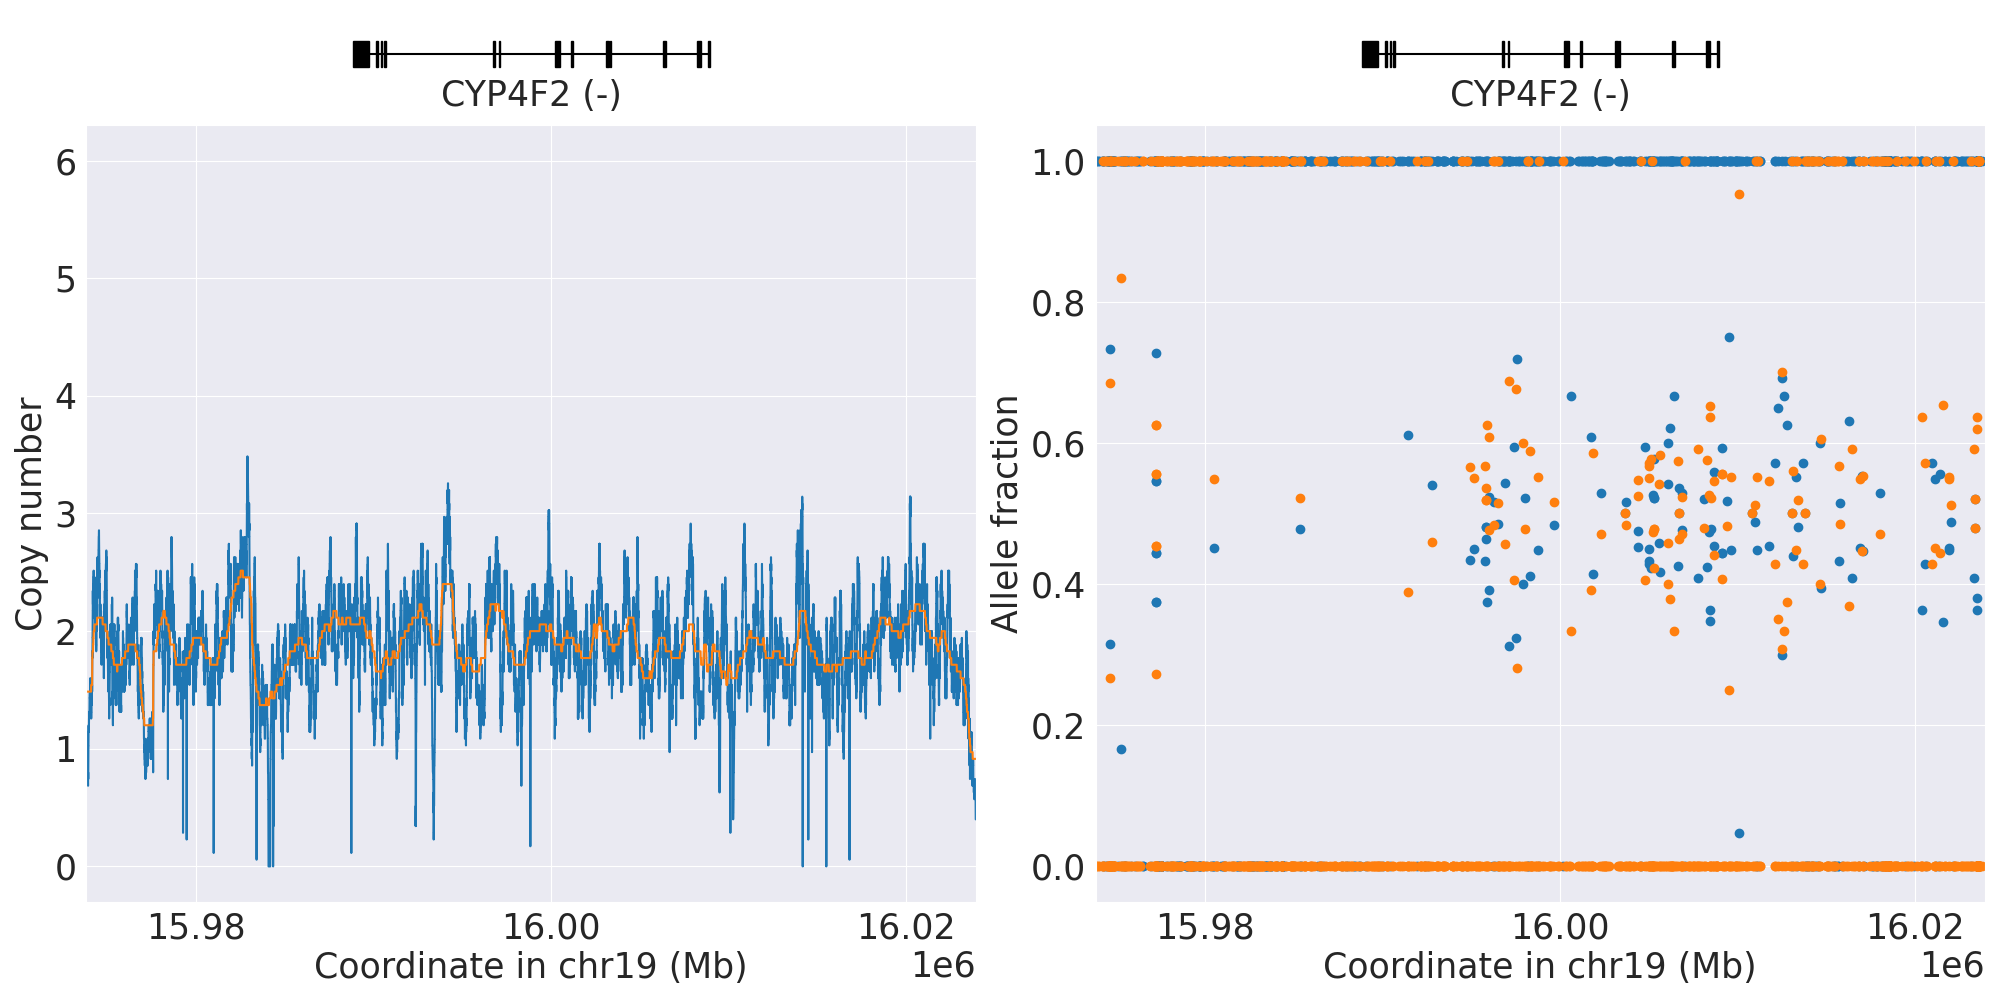 CYP4F2 (-)
Copy number
6
5
4
3
2
1
0
15.98
16.00
16.02
1e6
Coordinate in chr19 (Mb)
CYP4F2 (-)
Allele fraction
1.0
0.8
0.6
0.4
0.2
0.0
15.98
16.00
16.02
1e6
Coordinate in chr19 (Mb)